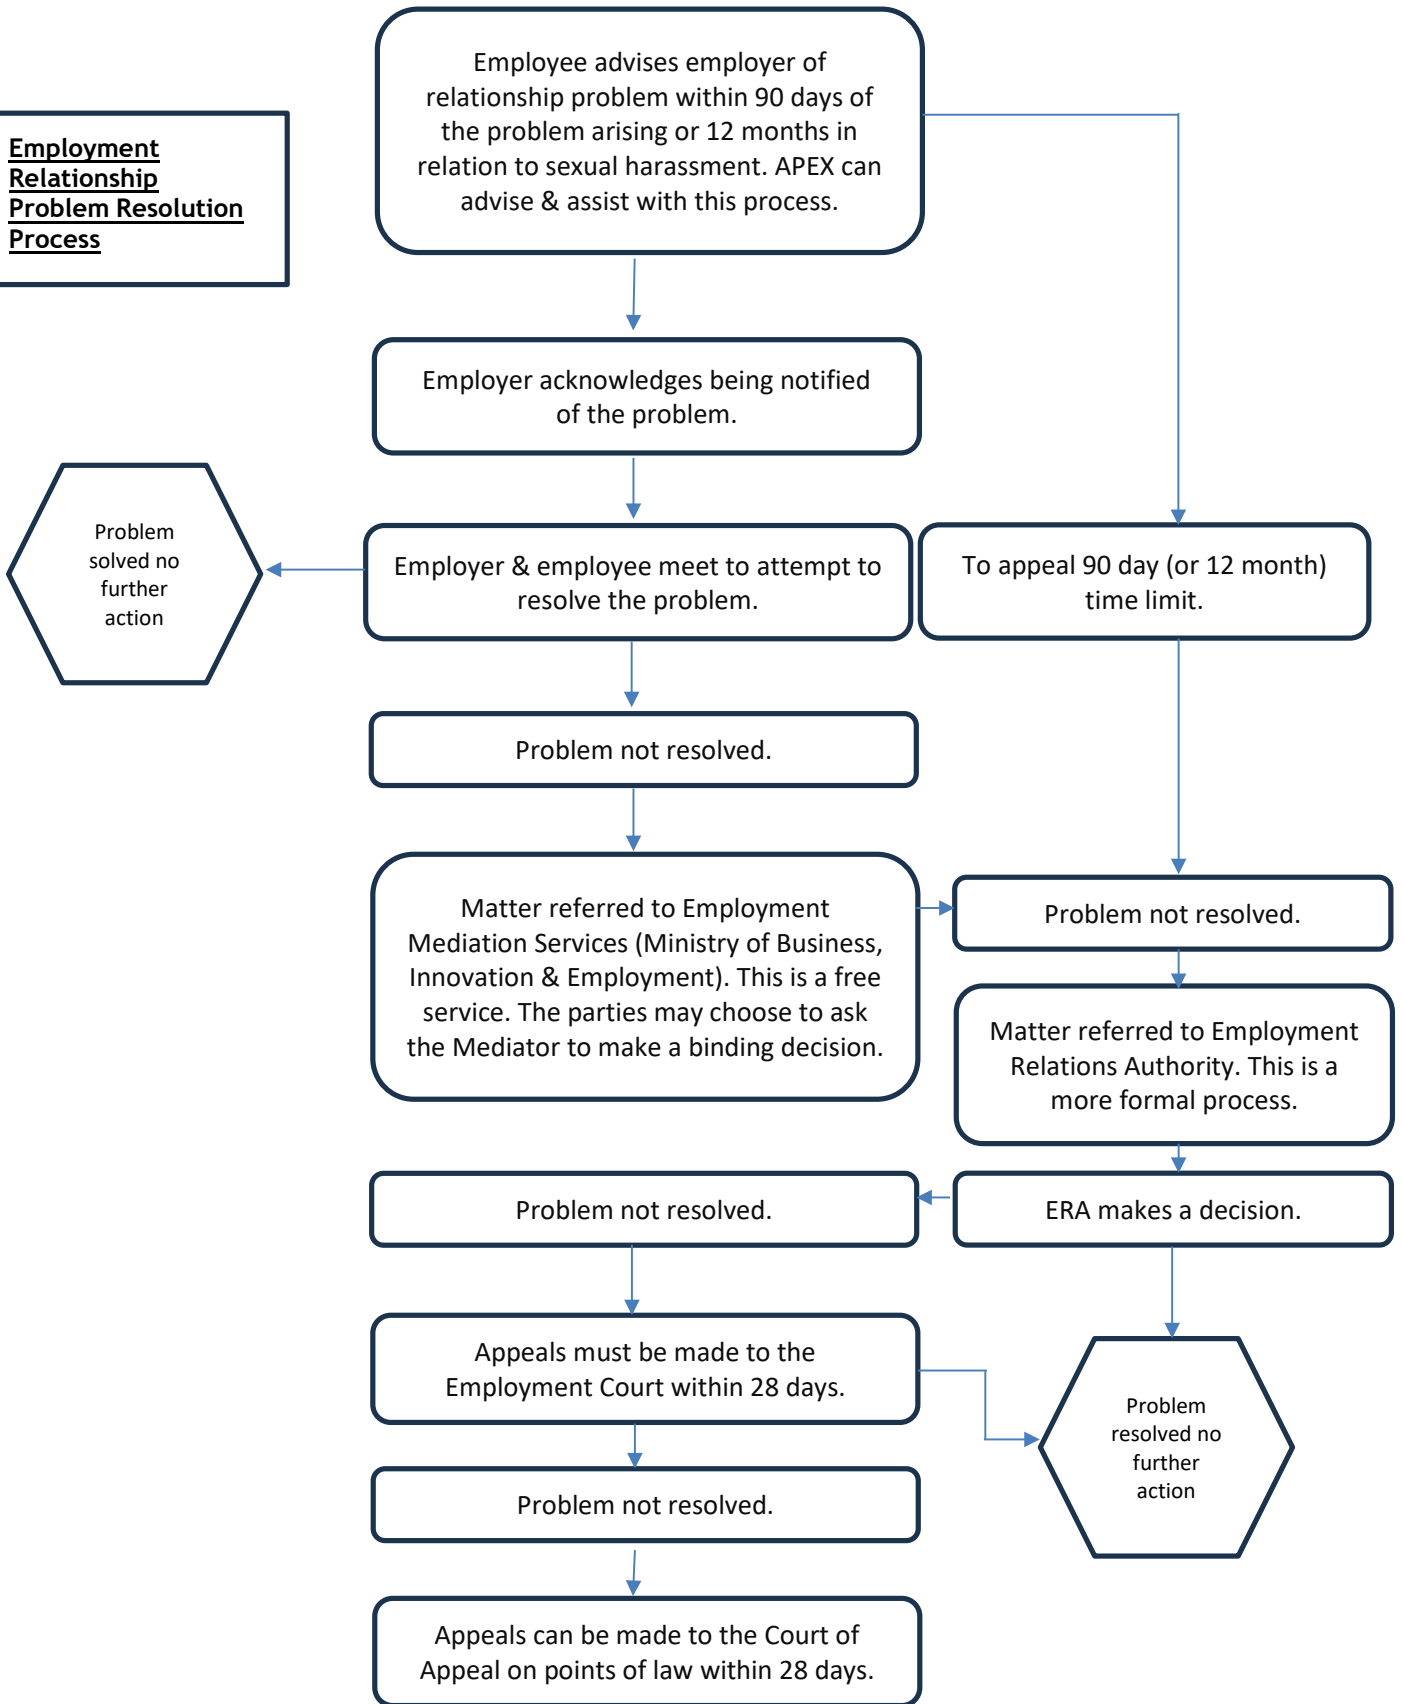 Employment
Relationship
Problem Resolution
Process
Employee advises employer of
relationship problem within 90 days of
the problem arising or 12 months in
relation to sexual harassment. APEX can
advise & assist with this process.
Employer acknowledges being notified
of the problem.
Problem
solved no
further
action
Employer & employee meet to attempt to
resolve the problem.
To appeal 90 day (or 12 month)
time limit.
Problem not resolved.
Matter referred to Employment
Mediation Services (Ministry of Business,
Innovation & Employment). This is a free
service. The parties may choose to ask
the Mediator to make a binding decision.
Problem not resolved.
Matter referred to Employment
Relations Authority. This is a
more formal process.
Problem not resolved.
ERA makes a decision.
Appeals must be made to the
Employment Court within 28 days.
Problem
resolved no
further
action
Problem not resolved.
Appeals can be made to the Court of
Appeal on points of law within 28 days.